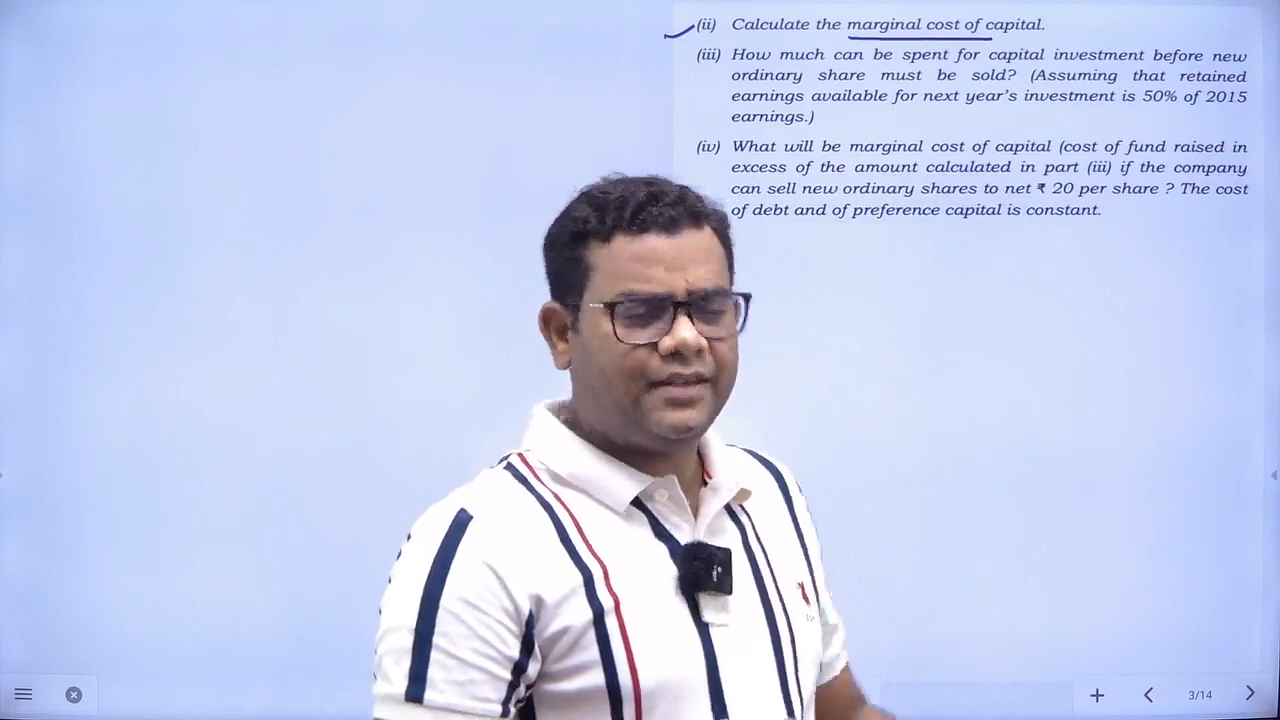 (ii) Calculate the marginal cost of capital.
(iii) How much can be spent for capital investment before new
ordinary share must be sold? (Assuming that retained
earnings available for next year's investment is 50% of 2015
earnings.)
(iv) What will be marginal cost of capital (cost of fund raised in
excess of the amount calculated in part (iii) if the company
can sell new ordinary shares to net ₹ 20 per share ? The cost
of debt and of preference capital is constant.
3/14